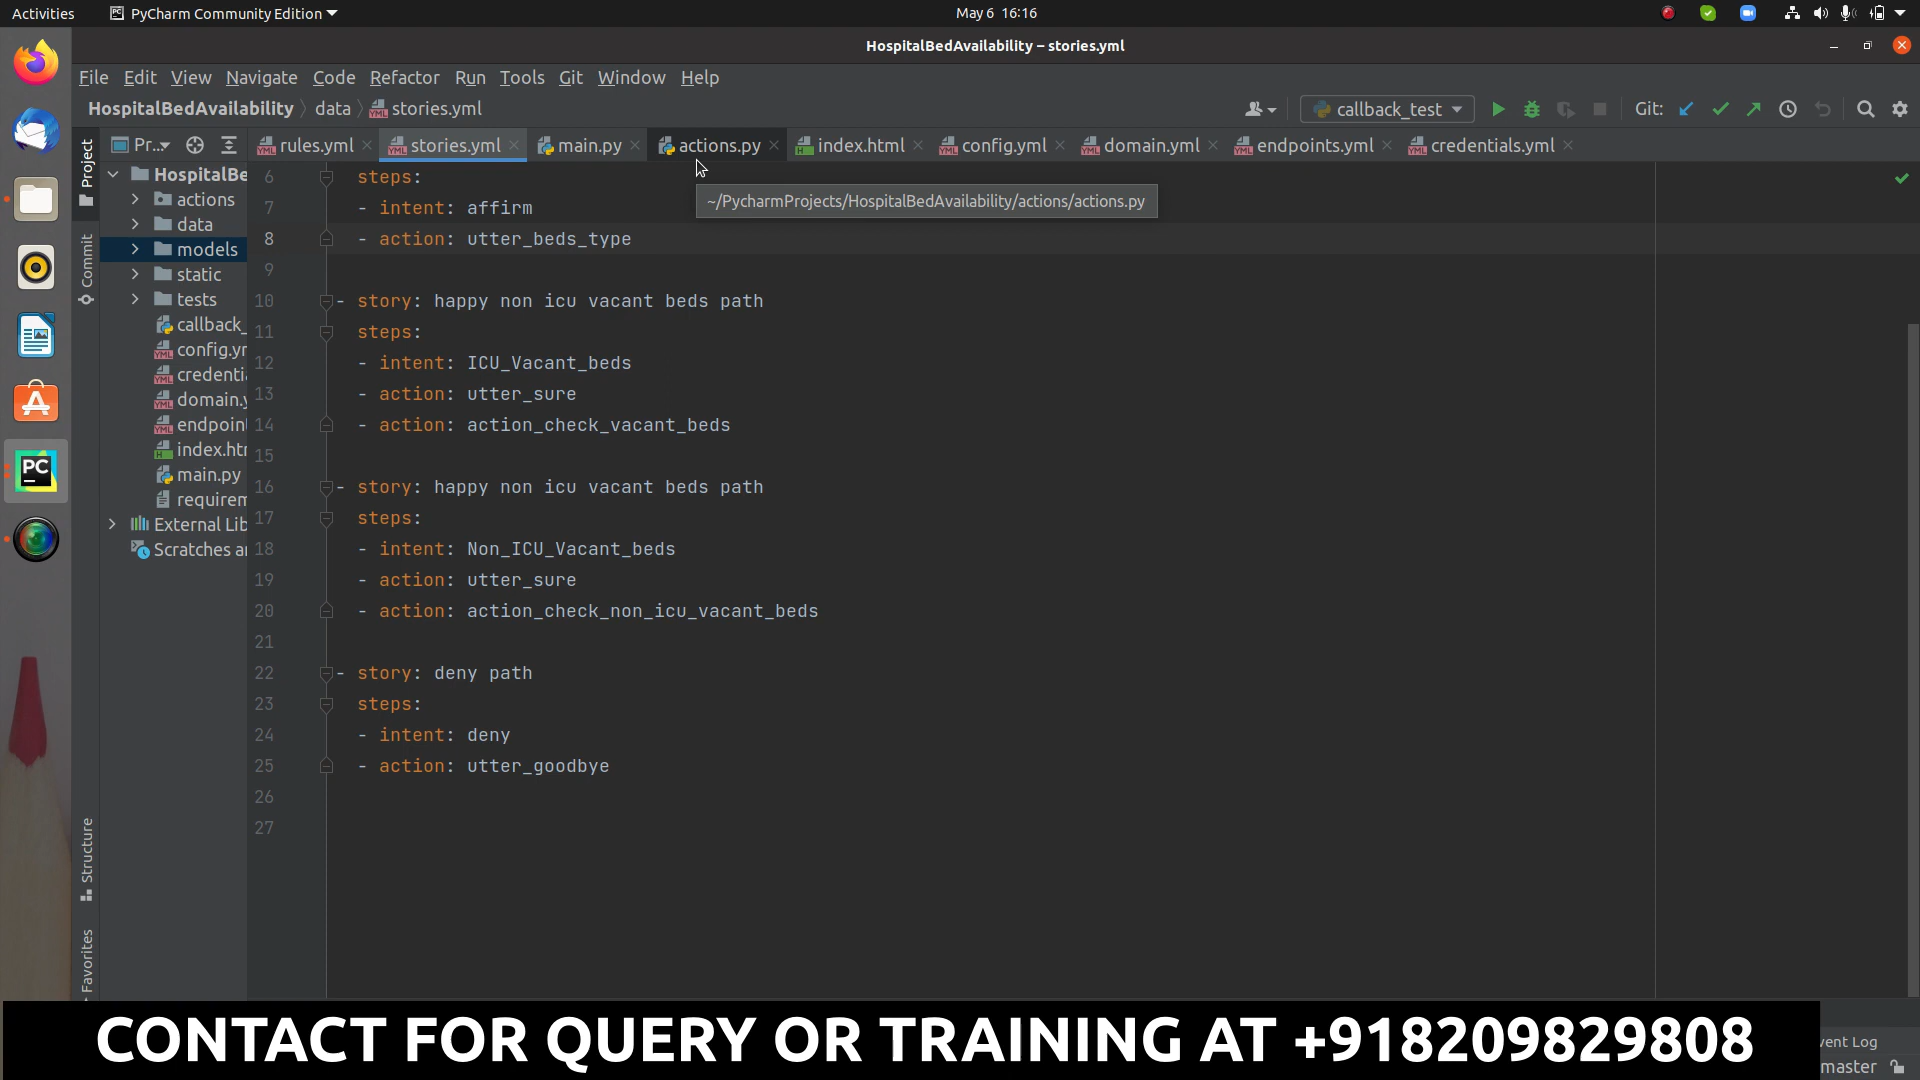 Activities
PyCharm Community Edition
May 6 16:16
HospitalBedAvailability – stories.yml
File Edit View Navigate Code Refactor Run Tools Git Window Help
HospitalBedAvailability data stories.yml
callback_test
Git:
Project
Pr...
rules.yml
stories.yml
main.py
actions.py
index.html
config.yml
domain.yml
endpoints.yml
credentials.yml
~/PycharmProjects/HospitalBedAvailability/actions/actions.py
HospitalBe
actions
data
models
static
tests
callback_
config.yr
credenti
domain.y
endpoin
index.htr
main.py
requirem
External Lib
Scratches a
Commit
Structure
Favorites
6 steps:
7 - intent: affirm
8 - action: utter_beds_type
9
10 - story: happy non icu vacant beds path
11 steps:
12 - intent: ICU_Vacant_beds
13 - action: utter_sure
14 - action: action_check_vacant_beds
15
16 - story: happy non icu vacant beds path
17 steps:
18 - intent: Non_ICU_Vacant_beds
19 - action: utter_sure
20 - action: action_check_non_icu_vacant_beds
21
22 - story: deny path
23 steps:
24 - intent: deny
25 - action: utter_goodbye
26
27
CONTACT FOR QUERY OR TRAINING AT +918209829808
vent Log
master